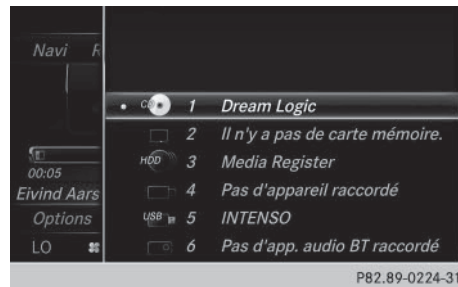 Navi R
CD 1 Dream Logic
2 Il n'y a pas de carte mémoire.
HDD 3 Media Register
00:05
4 Pas d'appareil raccordé
Eivind Aars
Options
USB 5 INTENSO
LO
6 Pas d'app. audio BT raccordé
P82.89-0224-31